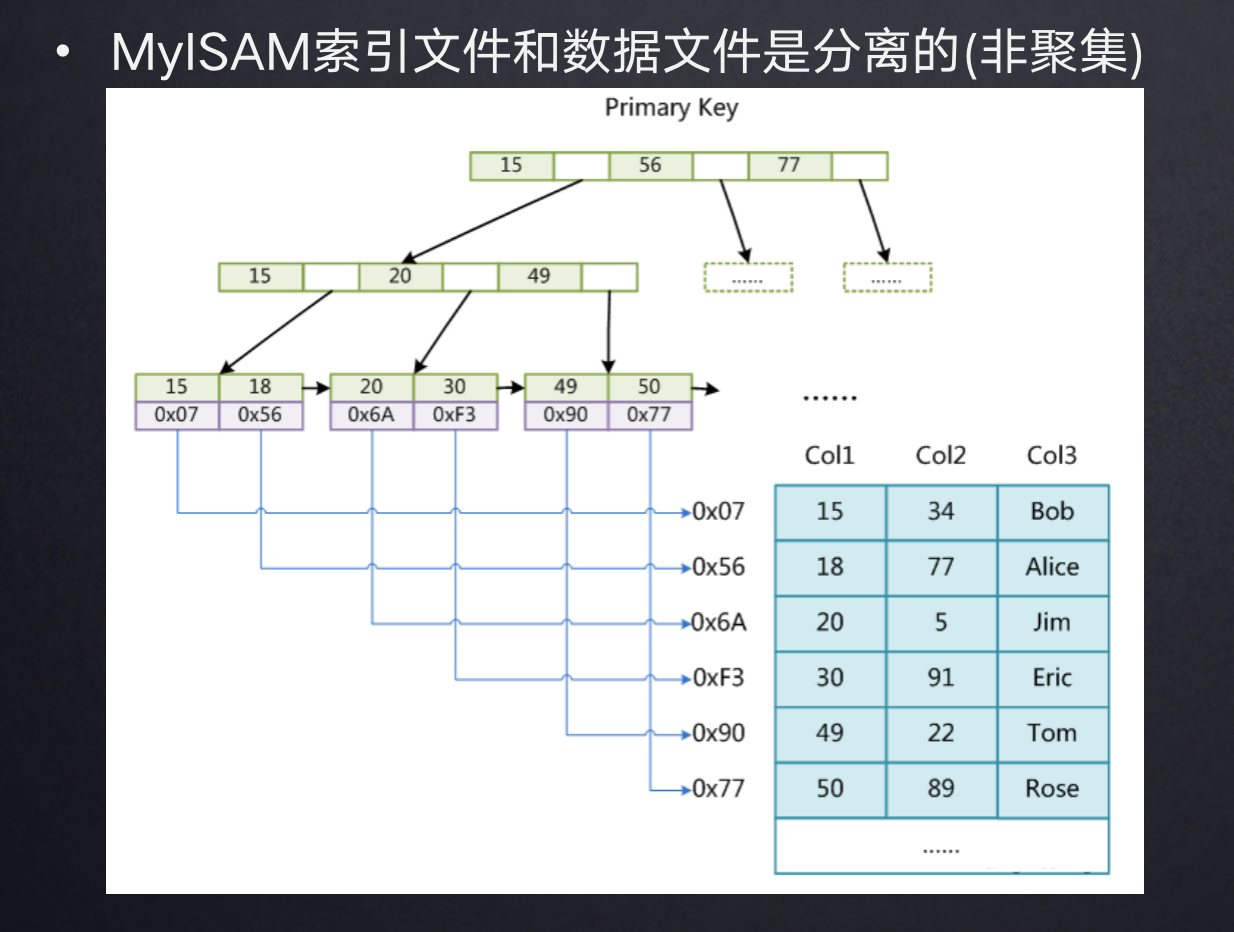 • MyISAM索引文件和数据文件是分离的(非聚集)
Primary Key
15 56 77
15 20 49 ...... ......
15 18 20 30 49 50
0x07 0x56 0x6A 0xF3 0x90 0x77 ......
Col1 Col2 Col3
0x07 15 34 Bob
0x56 18 77 Alice
0x6A 20 5 Jim
0xF3 30 91 Eric
0x90 49 22 Tom
0x77 50 89 Rose
......